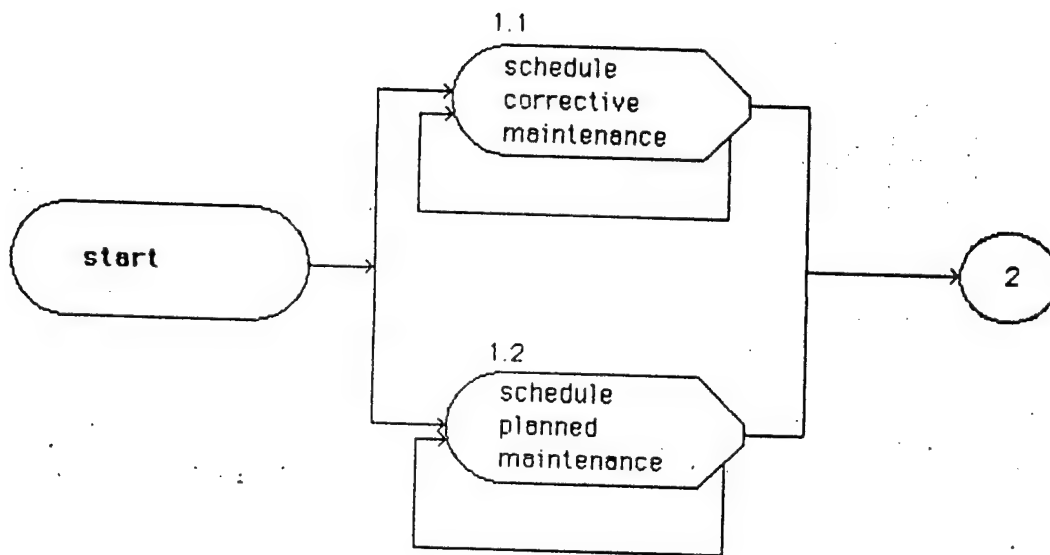 1.1
schedule
corrective
maintenance
start
2
1.2
schedule
planned
maintenance